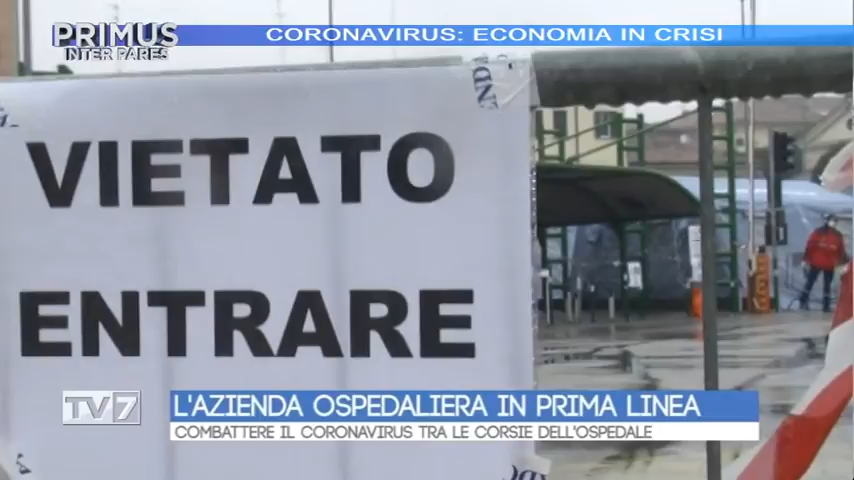 PRIMUS
INTER PARES
CORONAVIRUS: ECONOMIA IN CRISI
VIETATO
ENTRARE
TV7
L'AZIENDA OSPEDALIERA IN PRIMA LINEA
COMBATTERE IL CORONAVIRUS TRA LE CORSIE DELL'OSPEDALE